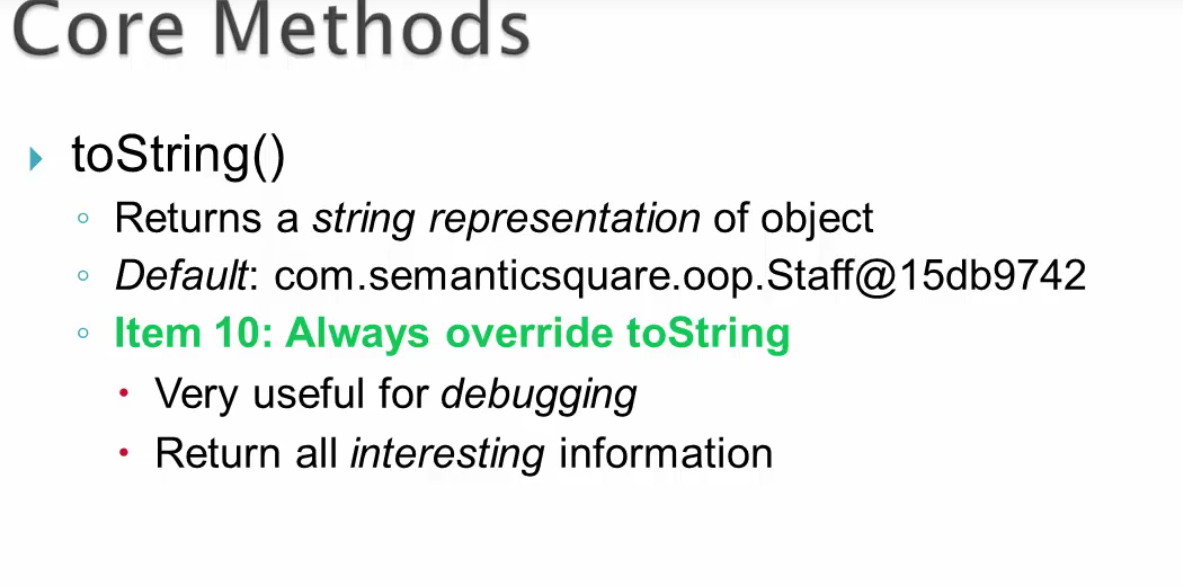 Core Methods
toString()
Returns a string representation of object
Default: com.semanticsquare.oop.Staff@15db9742
Item 10: Always override toString
Very useful for debugging
Return all interesting information